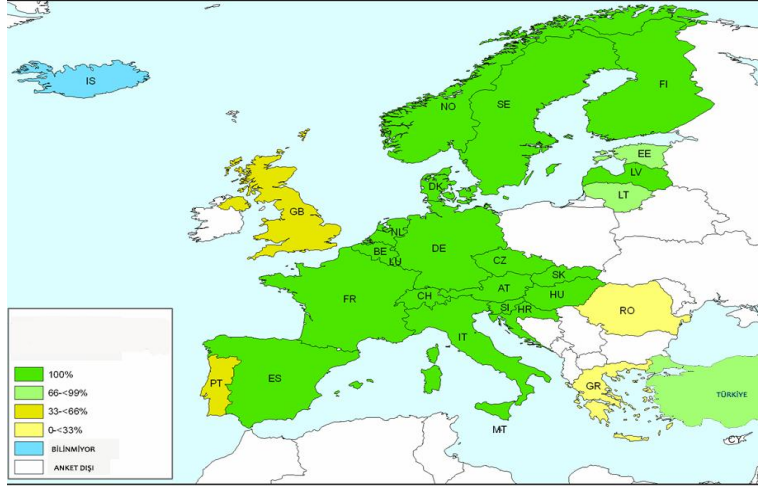 IS
NO
SE
FI
EE
LV
LT
DK
GB
NL
BE
DE
LU
CZ
SK
FR
CH
AT
HU
SI
HR
RO
IT
PT
ES
GR
TÜRKİYE
MT
CY
100%
66-<99%
33-<66%
0-<33%
BİLİNMİYOR
ANKET DIŞI